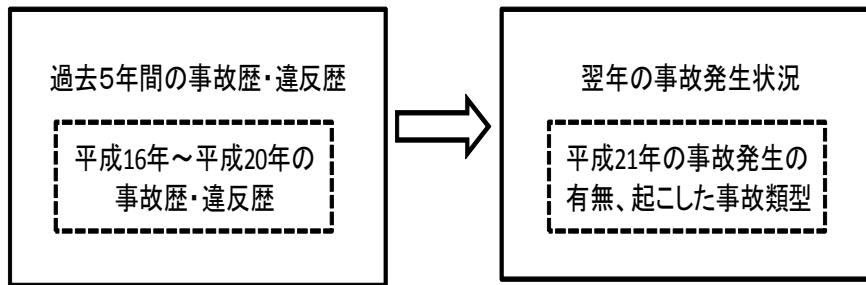 過去5年間の事故歴・違反歴
平成16年～平成20年の
事故歴・違反歴
翌年の事故発生状況
平成21年の事故発生の
有無、起こした事故類型